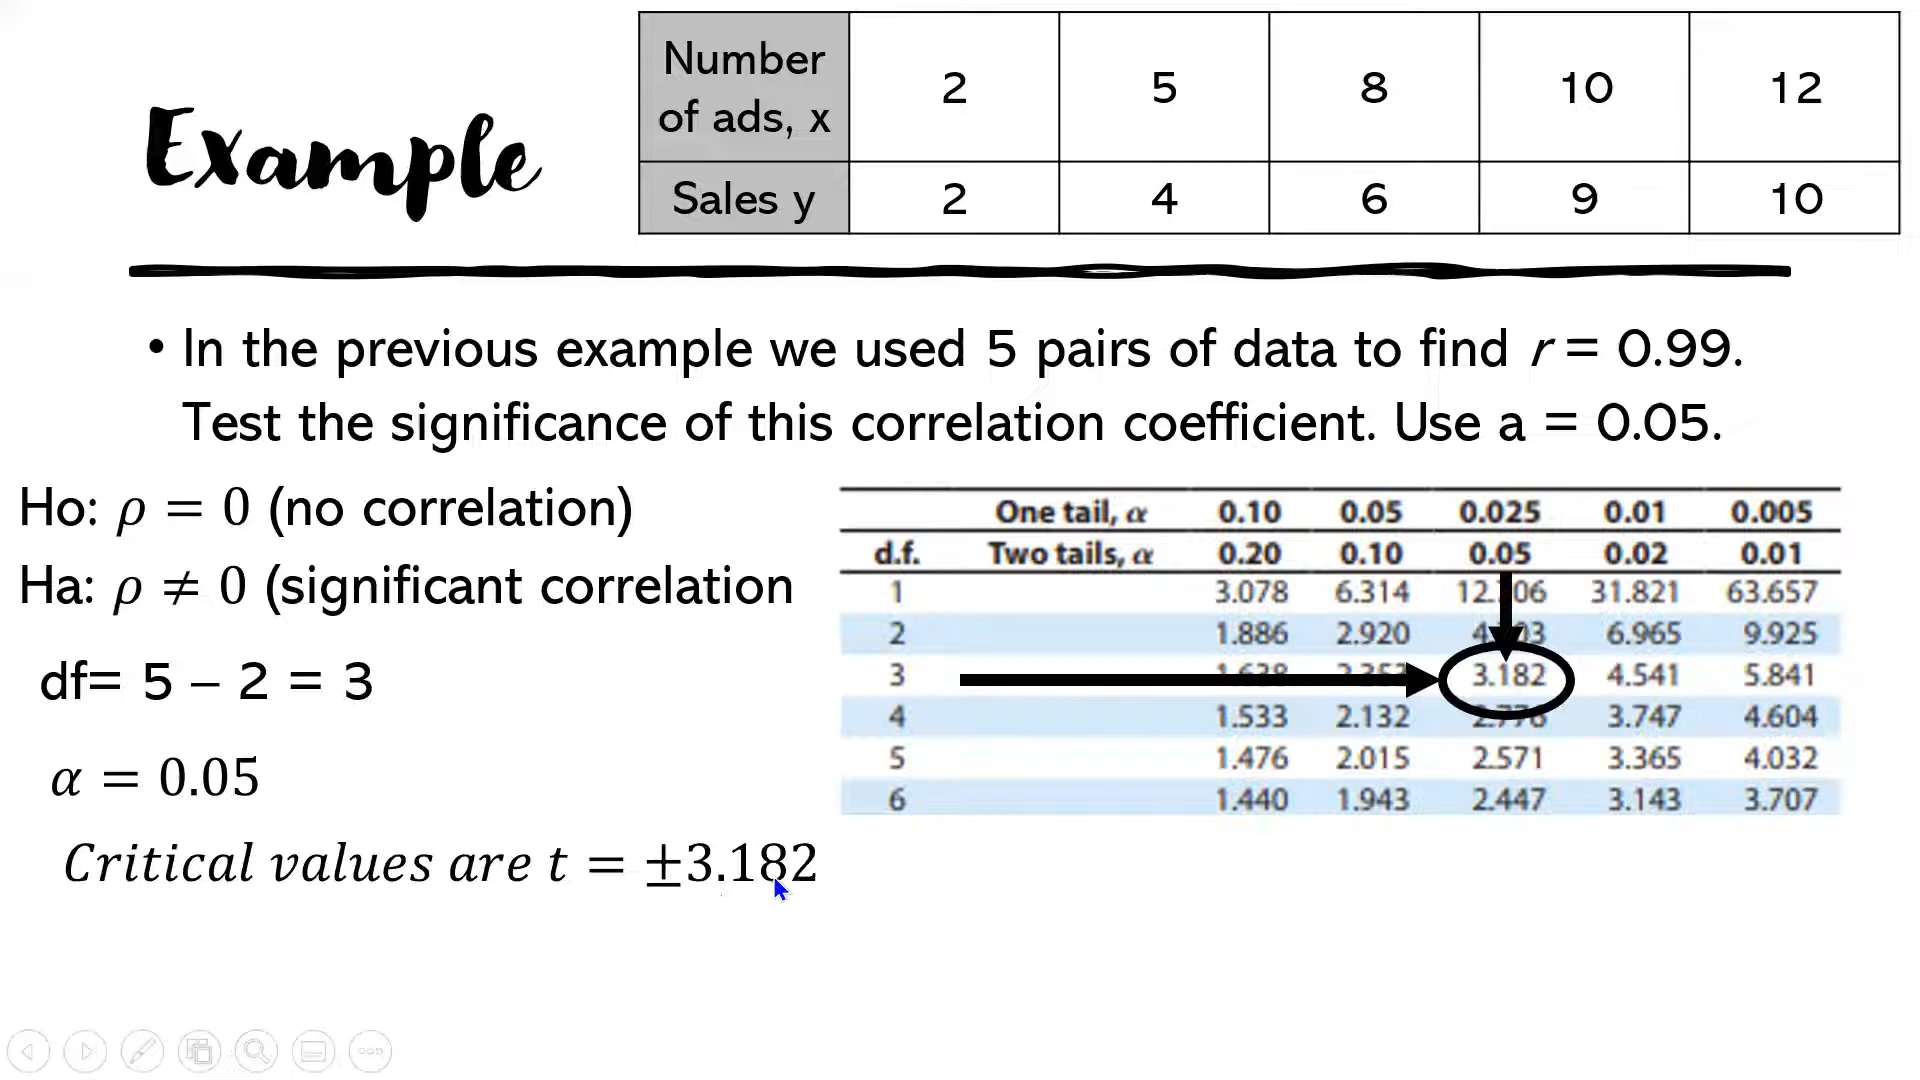 Example
Number of ads, x 2 5 8 10 12
Sales y 2 4 6 9 10
• In the previous example we used 5 pairs of data to find r = 0.99.
Test the significance of this correlation coefficient. Use a = 0.05.
Ho: ρ = 0 (no correlation)
Ha: ρ ≠ 0 (significant correlation
df= 5 – 2 = 3
α = 0.05
Critical values are t = ±3.182
One tail, α 0.10 0.05 0.025 0.01 0.005
d.f. Two tails, α 0.20 0.10 0.05 0.02 0.01
1 3.078 6.314 31.821 63.657
2 1.886 2.920 6.965 9.925
3 3.182 4.541 5.841
4 1.533 2.132 3.747 4.604
5 1.476 2.015 2.571 3.365 4.032
6 1.440 1.943 2.447 3.143 3.707